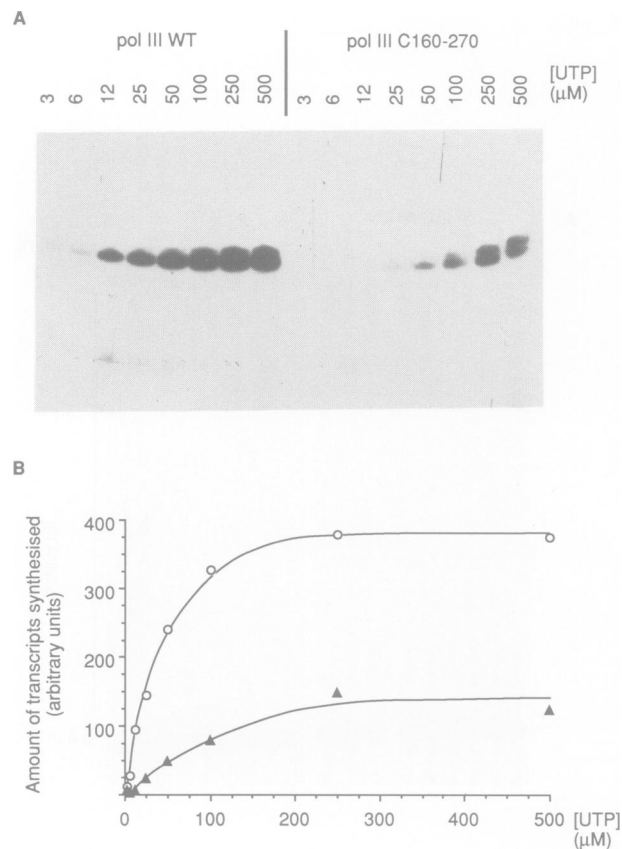 A
pol III WT
pol III C160-270
3 6 12 25 50 100 250 500 3 6 12 25 50 100 250 500 [UTP]
(μM)
B
Amount of transcripts synthesised
(arbitrary units)
400
300
200
100
0 100 200 250 300 400 500 [UTP]
(μM)